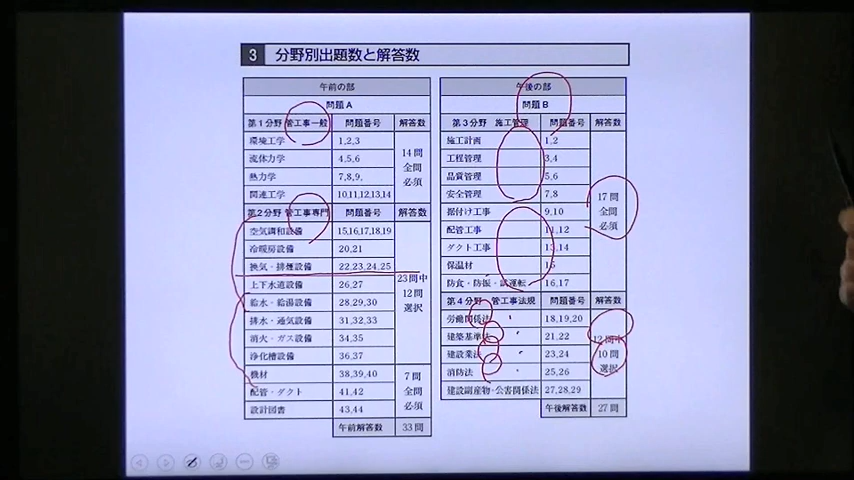 3 分野別出題数と解答数
午前の部
問題A
第1分野 管工事一般 問題番号 解答数
環境工学 1,2,3
流体力学 4,5,6
熱力学 7,8,9,
関連工学 10,11,12,13,14
14問
全問
必須
第2分野 管工事専門 問題番号 解答数
空気調和設備 15,16,17,18,19
冷暖房設備 20,21
換気・排煙設備 22,23,24,25
上下水道設備 26,27
給水・給湯設備 28,29,30
排水・通気設備 31,32,33
消火・ガス設備 34,35
浄化槽設備 36,37
23問中
12問
選択
機材 38,39,40
配管・ダクト 41,42
設計図書 43,44
7問
全問
必須
午前解答数 33問
午後の部
問題B
第3分野 施工管理 問題番号 解答数
施工計画 1,2
工程管理 3,4
品質管理 5,6
安全管理 7,8
据付け工事 9,10
配管工事 11,12
ダクト工事 13,14
保温材 15
防食・防振・試運転 16,17
17問
全問
必須
第4分野 管工事法規 問題番号 解答数
労働関係法 18,19,20
建築基準法 21,22
建設業法 23,24
消防法 25,26
建設副産物・公害関係法 27,28,29
12問中
10問
選択
午後解答数 27問